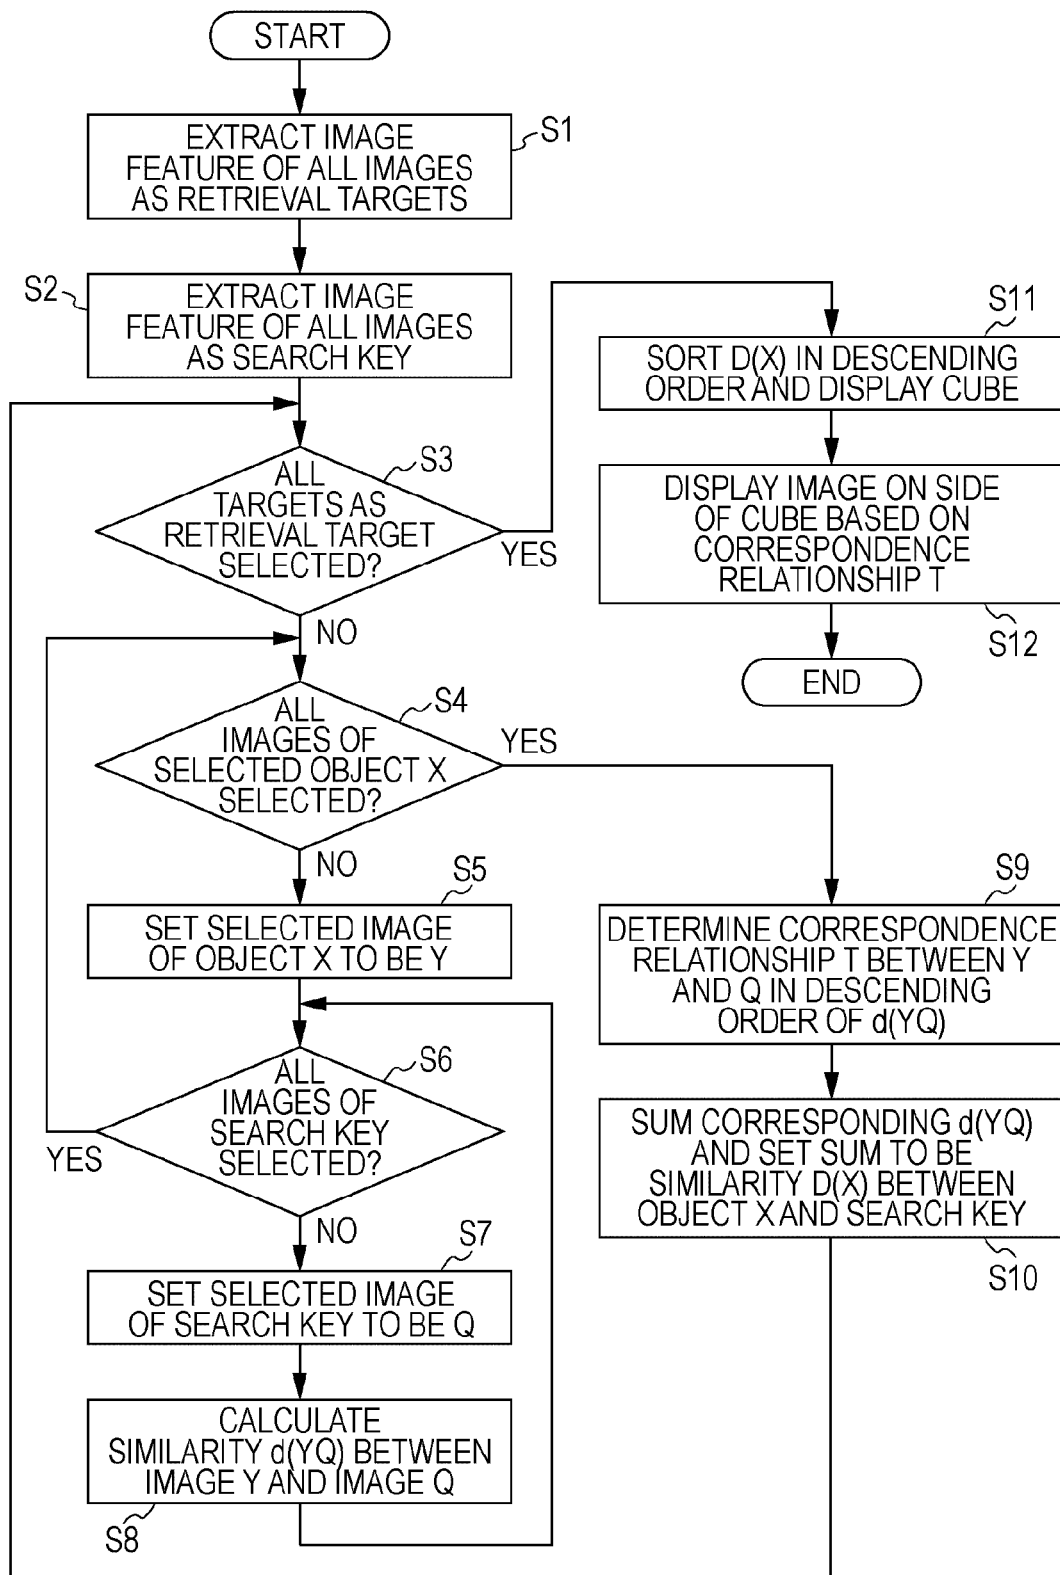 START
EXTRACT IMAGE
FEATURE OF ALL IMAGES
AS RETRIEVAL TARGETS
S1
S2
EXTRACT IMAGE
FEATURE OF ALL IMAGES
AS SEARCH KEY
S3
ALL
TARGETS AS
RETRIEVAL TARGET
SELECTED?
YES
NO
S4
ALL
IMAGES OF
SELECTED OBJECT X
SELECTED?
YES
NO
S5
SET SELECTED IMAGE
OF OBJECT X TO BE Y
S6
ALL
IMAGES OF
SEARCH KEY
SELECTED?
YES
NO
S7
SET SELECTED IMAGE
OF SEARCH KEY TO BE Q
CALCULATE
SIMILARITY d(YQ) BETWEEN
IMAGE Y AND IMAGE Q
S8
S11
SORT D(X) IN DESCENDING
ORDER AND DISPLAY CUBE
DISPLAY IMAGE ON SIDE
OF CUBE BASED ON
CORRESPONDENCE
RELATIONSHIP T
S12
END
S9
DETERMINE CORRESPONDENCE
RELATIONSHIP T BETWEEN Y
AND Q IN DESCENDING
ORDER OF d(YQ)
SUM CORRESPONDING d(YQ)
AND SET SUM TO BE
SIMILARITY D(X) BETWEEN
OBJECT X AND SEARCH KEY
S10